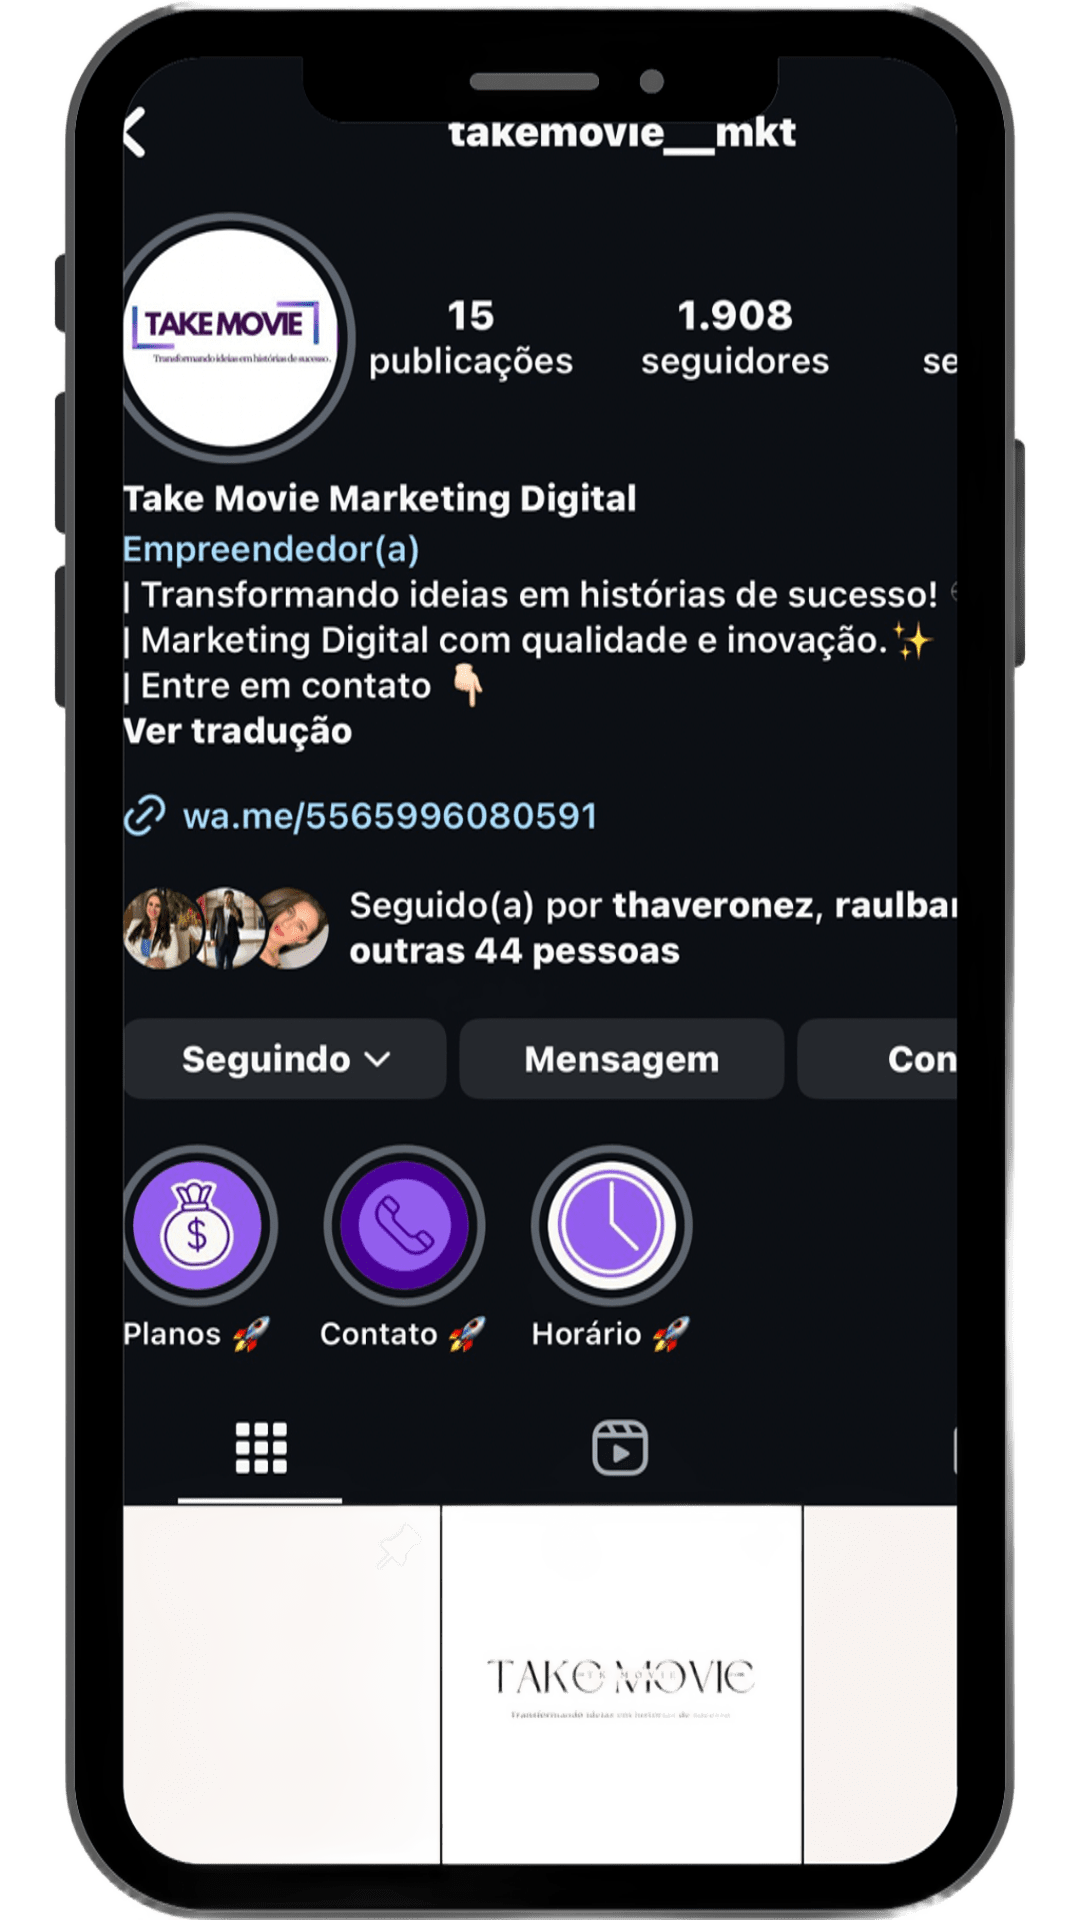 takemovie__mkt
TAKE MOVIE
Transformando ideias em histórias de sucesso.
15
publicações
1.908
seguidores
se
Take Movie Marketing Digital
Empreendedor(a)
| Transformando ideias em histórias de sucesso!
| Marketing Digital com qualidade e inovação.✨
| Entre em contato 👇🏻
Ver tradução
wa.me/5565996080591
Seguido(a) por thaveronez, raulbar
outras 44 pessoas
Seguindo
Mensagem
Con
$
Planos 🚀
Contato 🚀
Horário 🚀
TAKE MOVIE
Transformando ideias em histórias de sucesso